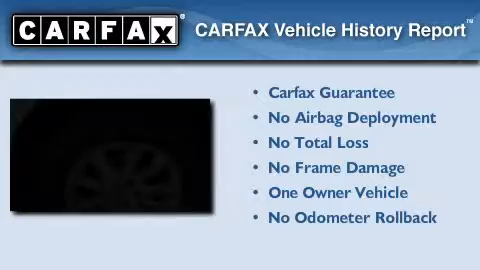 CARFAX® CARFAX Vehicle History Report™
• Carfax Guarantee
• No Airbag Deployment
• No Total Loss
• No Frame Damage
• One Owner Vehicle
• No Odometer Rollback